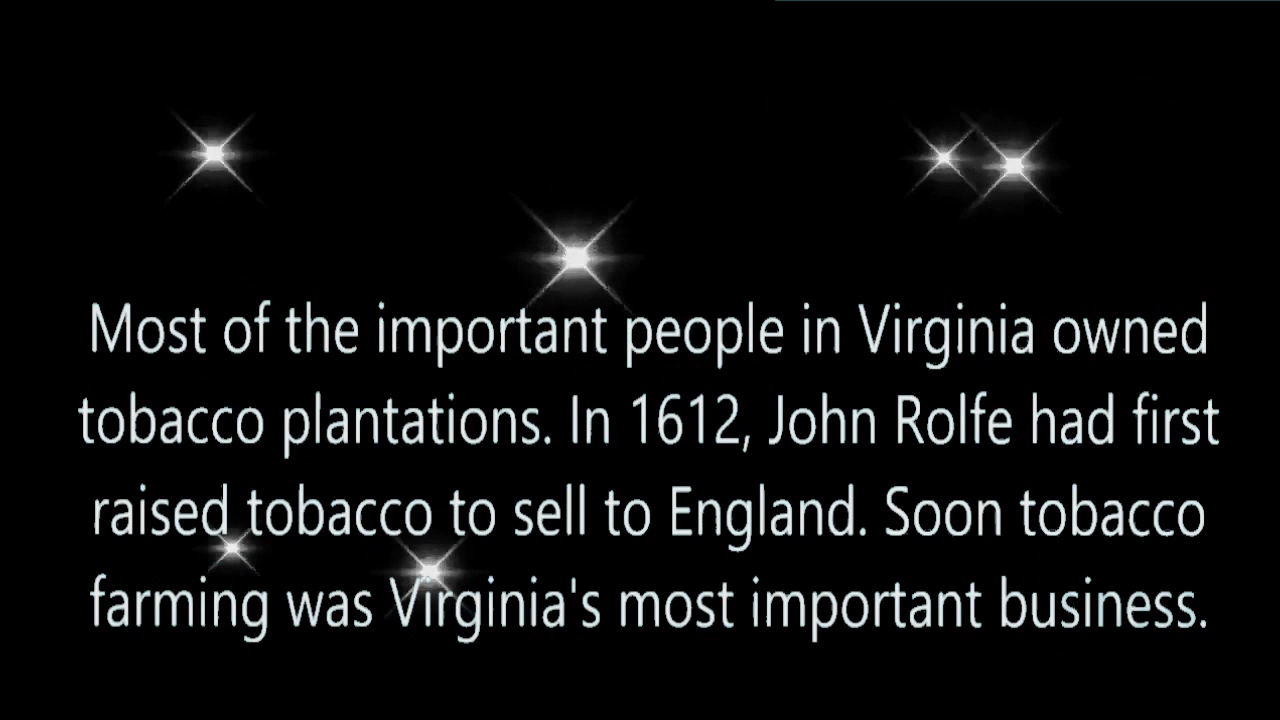 Most of the important people in Virginia owned
tobacco plantations. In 1612, John Rolfe had first
raised tobacco to sell to England. Soon tobacco
farming was Virginia's most important business.